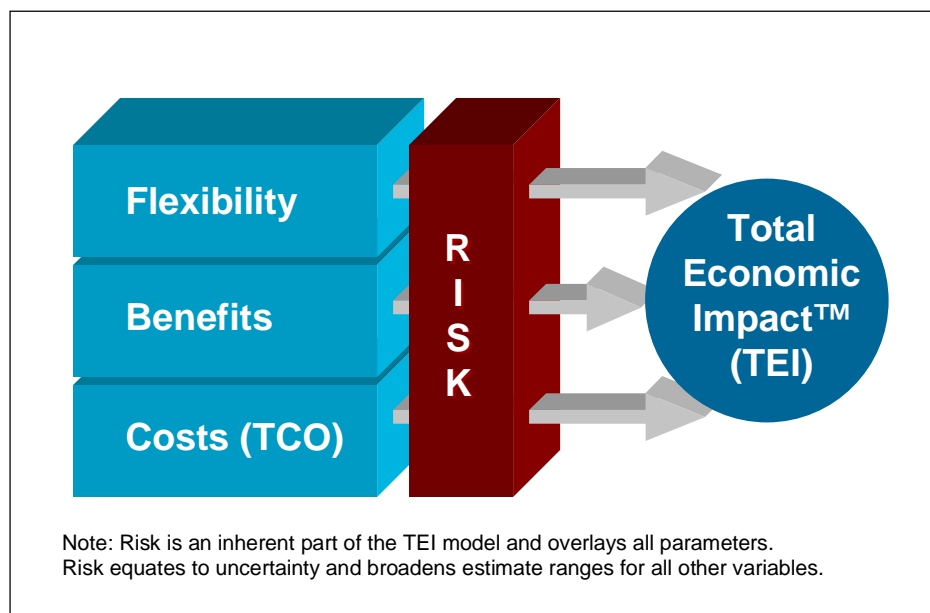 Flexibility
Benefits
Costs (TCO)
R
I
S
K
Total
Economic
Impact™
(TEI)
Note: Risk is an inherent part of the TEI model and overlays all parameters.
Risk equates to uncertainty and broadens estimate ranges for all other variables.